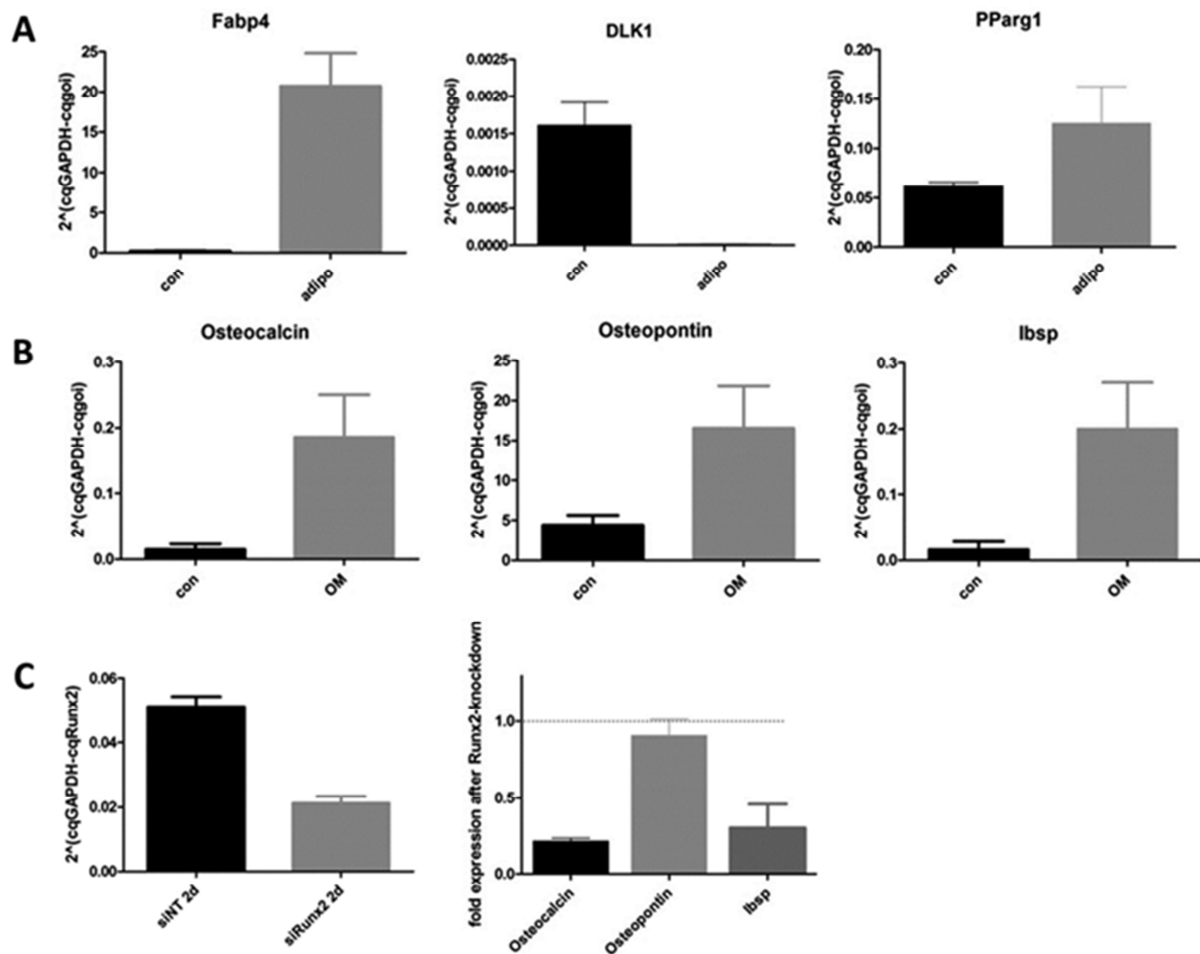 A
Fabp4
2^(cqGAPDH-cqgoi)
25
20
15
10
5
0
con
adipo
DLK1
2^(cqGAPDH-cqgoi)
0.0025
0.0020
0.0015
0.0010
0.0005
0.0000
con
adipo
PParg1
2^(cqGAPDH-cqgoi)
0.20
0.15
0.10
0.05
0.00
con
adipo
B
Osteocalcin
2^(cqGAPDH-cqgoi)
0.3
0.2
0.1
0.0
con
OM
Osteopontin
2^(cqGAPDH-cqgoi)
25
20
15
10
5
0
con
OM
Ibsp
2^(cqGAPDH-cqgoi)
0.3
0.2
0.1
0.0
con
OM
C
2^(cqGAPDH-cqRunx2)
0.06
0.04
0.02
0.00
siNT 2d
siRunx2 2d
fold expression after Runx2-knockdown
1.0
0.5
0.0
Osteocalcin
Osteopontin
Ibsp